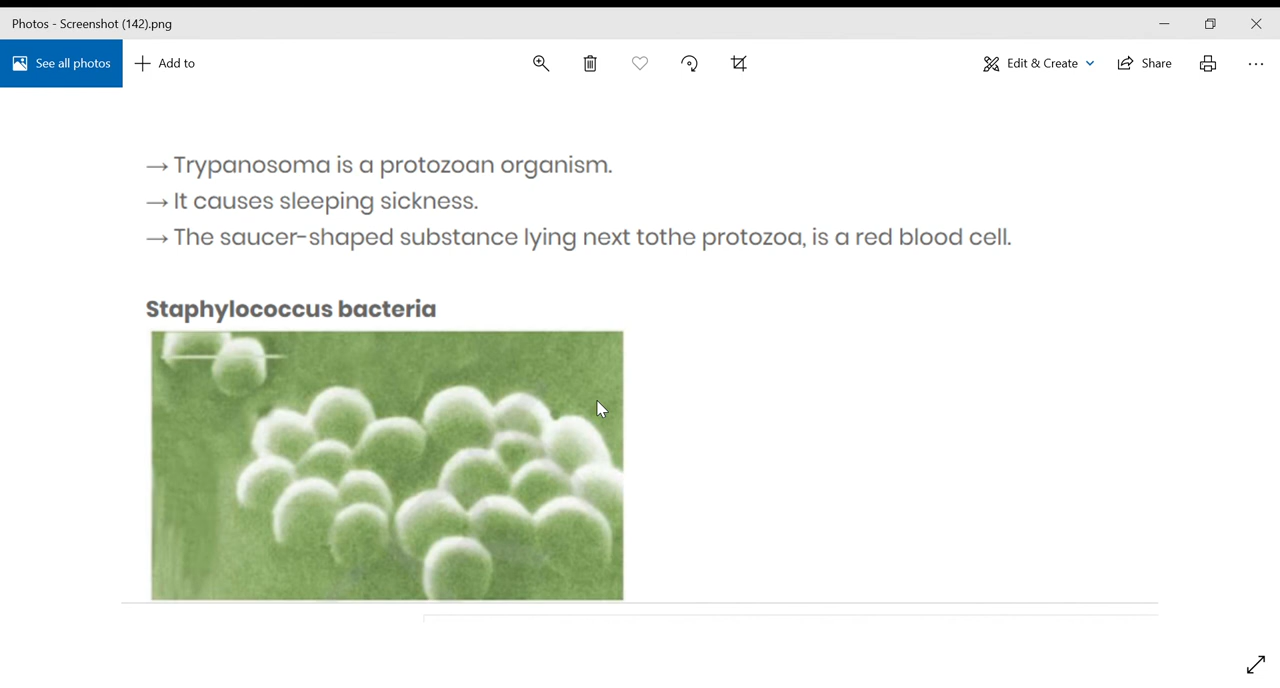 Photos - Screenshot (142).png
See all photos
Add to
Edit & Create
Share
→ Trypanosoma is a protozoan organism.
→ It causes sleeping sickness.
→ The saucer-shaped substance lying next tothe protozoa, is a red blood cell.
Staphylococcus bacteria